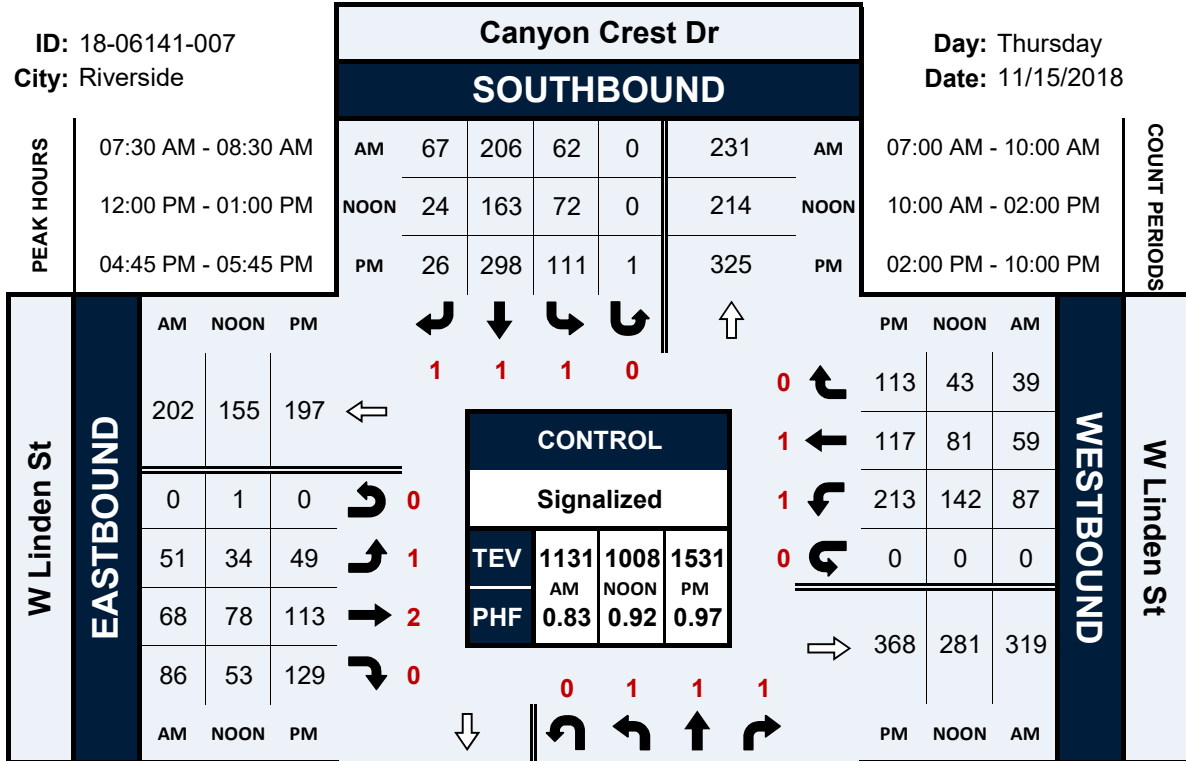 ID: 18-06141-007
City: Riverside
Canyon Crest Dr
SOUTHBOUND
Day: Thursday
Date: 11/15/2018
PEAK HOURS
07:30 AM - 08:30 AM
12:00 PM - 01:00 PM
04:45 PM - 05:45 PM
AM 67 206 62 0 231 AM
NOON 24 163 72 0 214 NOON
PM 26 298 111 1 325 PM
07:00 AM - 10:00 AM
10:00 AM - 02:00 PM
02:00 PM - 10:00 PM
COUNT PERIODS
1 1 1 0
W Linden St
EASTBOUND
AM NOON PM
202 155 197
0 1 0 0
51 34 49 1
68 78 113 2
86 53 129 0
AM NOON PM
CONTROL
Signalized
TEV 1131 1008 1531
AM NOON PM
PHF 0.83 0.92 0.97
PM NOON AM
0 113 43 39
1 117 81 59
1 213 142 87
0 0 0 0
368 281 319
PM NOON AM
WESTBOUND
W Linden St
0 1 1 1